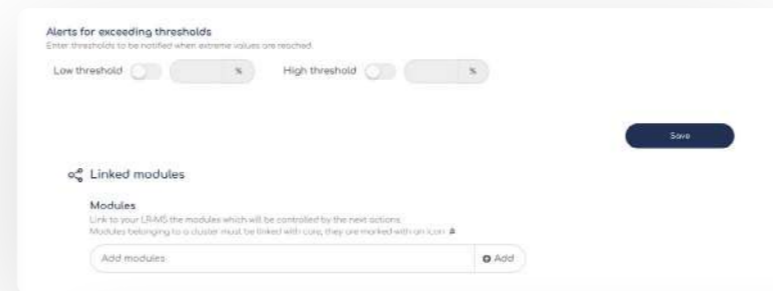 Alerts for exceeding thresholds
Enter thresholds to be notified when extreme values are reached.
Low threshold % High threshold %
Save
Linked modules
Modules
Link to your LR-MS the modules which will be controlled by the next actions.
Modules belonging to a cluster must be linked with care, they are marked with an icon
Add modules Add